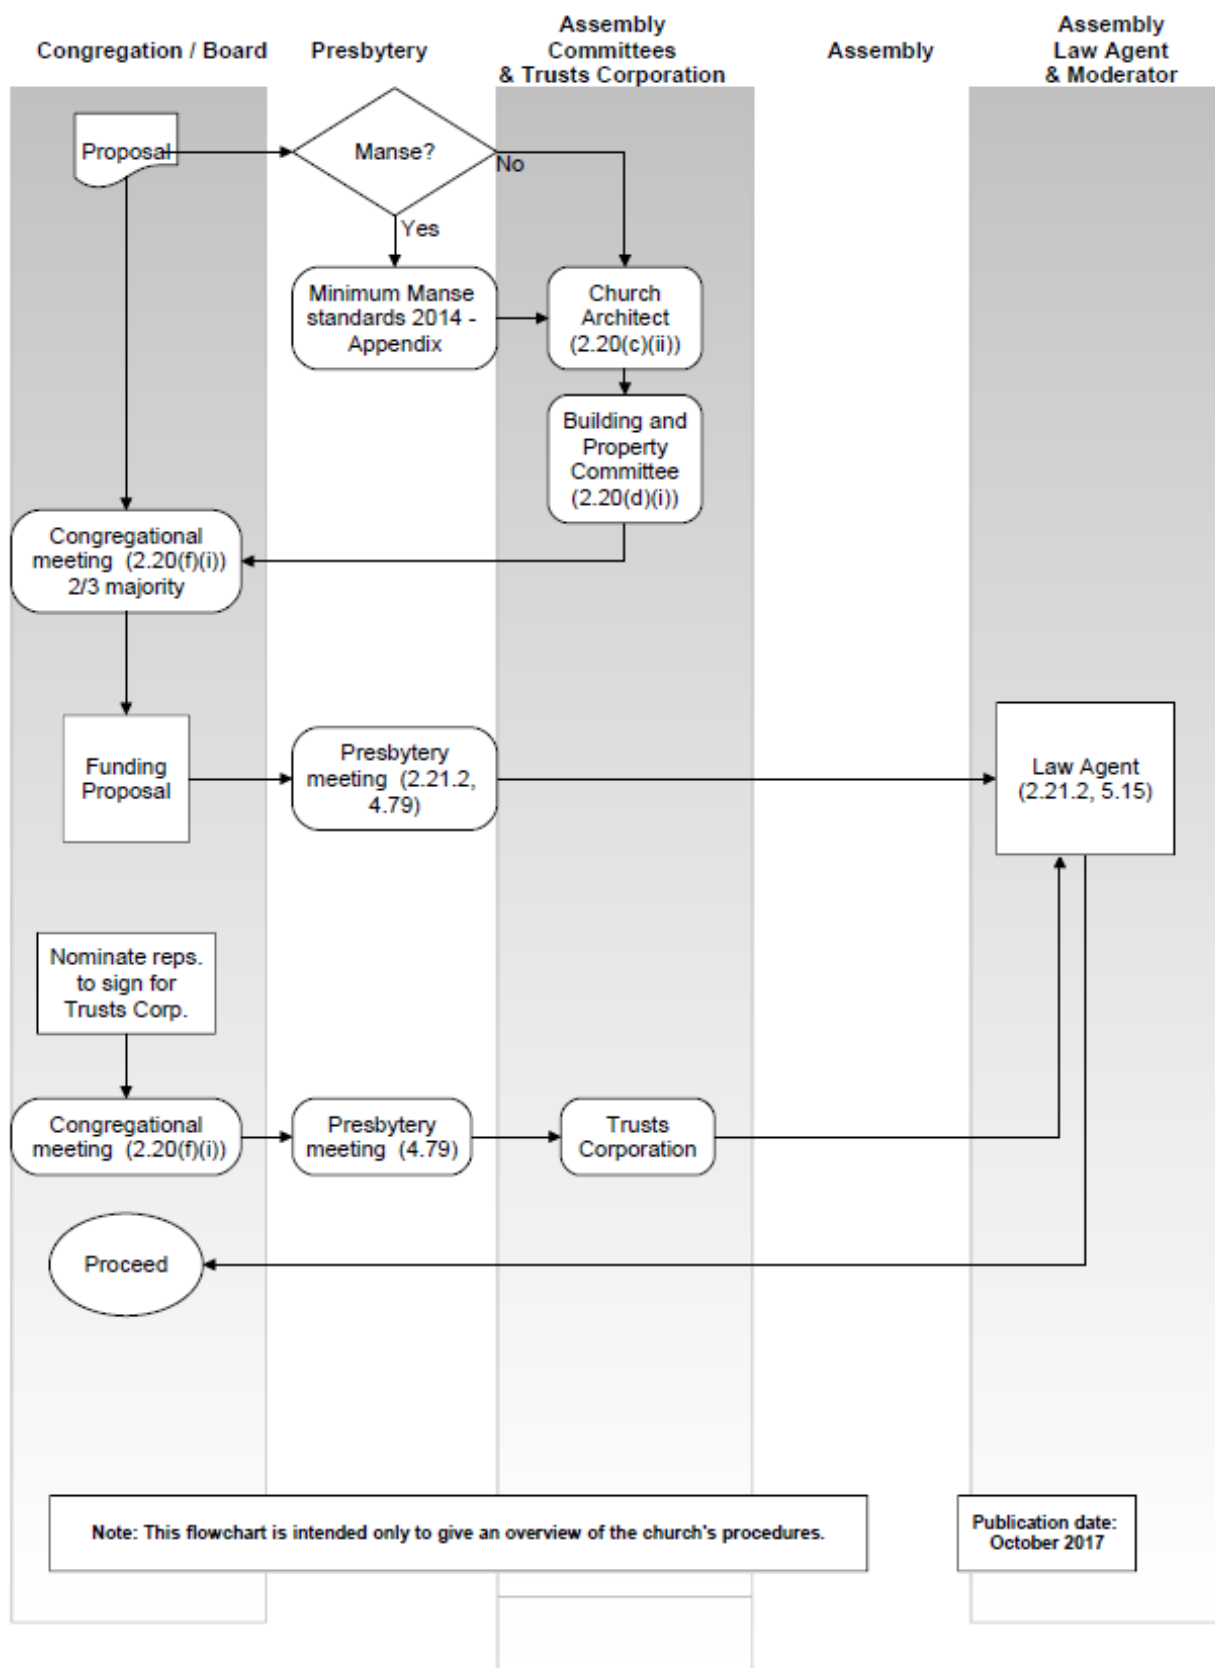 Congregation / Board
Presbytery
Assembly
Committees
& Trusts Corporation
Assembly
Assembly
Law Agent
& Moderator
Proposal
Manse?
No
Yes
Minimum Manse
standards 2014 -
Appendix
Church
Architect
(2.20(c)(ii))
Building and
Property
Committee
(2.20(d)(i))
Congregational
meeting (2.20(f)(i))
2/3 majority
Funding
Proposal
Presbytery
meeting (2.21.2,
4.79)
Law Agent
(2.21.2, 5.15)
Nominate reps.
to sign for
Trusts Corp.
Congregational
meeting (2.20(f)(i))
Presbytery
meeting (4.79)
Trusts
Corporation
Proceed
Note: This flowchart is intended only to give an overview of the church's procedures.
Publication date:
October 2017